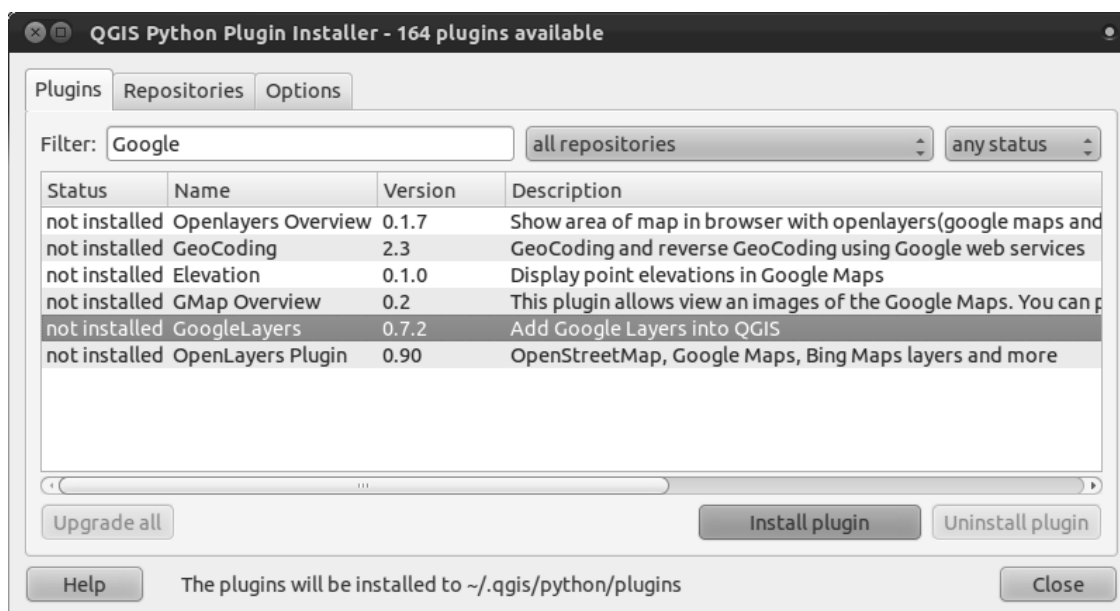 QGIS Python Plugin Installer - 164 plugins available
Plugins Repositories Options
Filter: Google all repositories any status
Status Name Version Description
not installed Openlayers Overview 0.1.7 Show area of map in browser with openlayers(google maps and
not installed GeoCoding 2.3 GeoCoding and reverse GeoCoding using Google web services
not installed Elevation 0.1.0 Display point elevations in Google Maps
not installed GMap Overview 0.2 This plugin allows view an images of the Google Maps. You can
not installed GoogleLayers 0.7.2 Add Google Layers into QGIS
not installed OpenLayers Plugin 0.90 OpenStreetMap, Google Maps, Bing Maps layers and more
Upgrade all Install plugin Uninstall plugin
Help The plugins will be installed to ~/.qgis/python/plugins Close